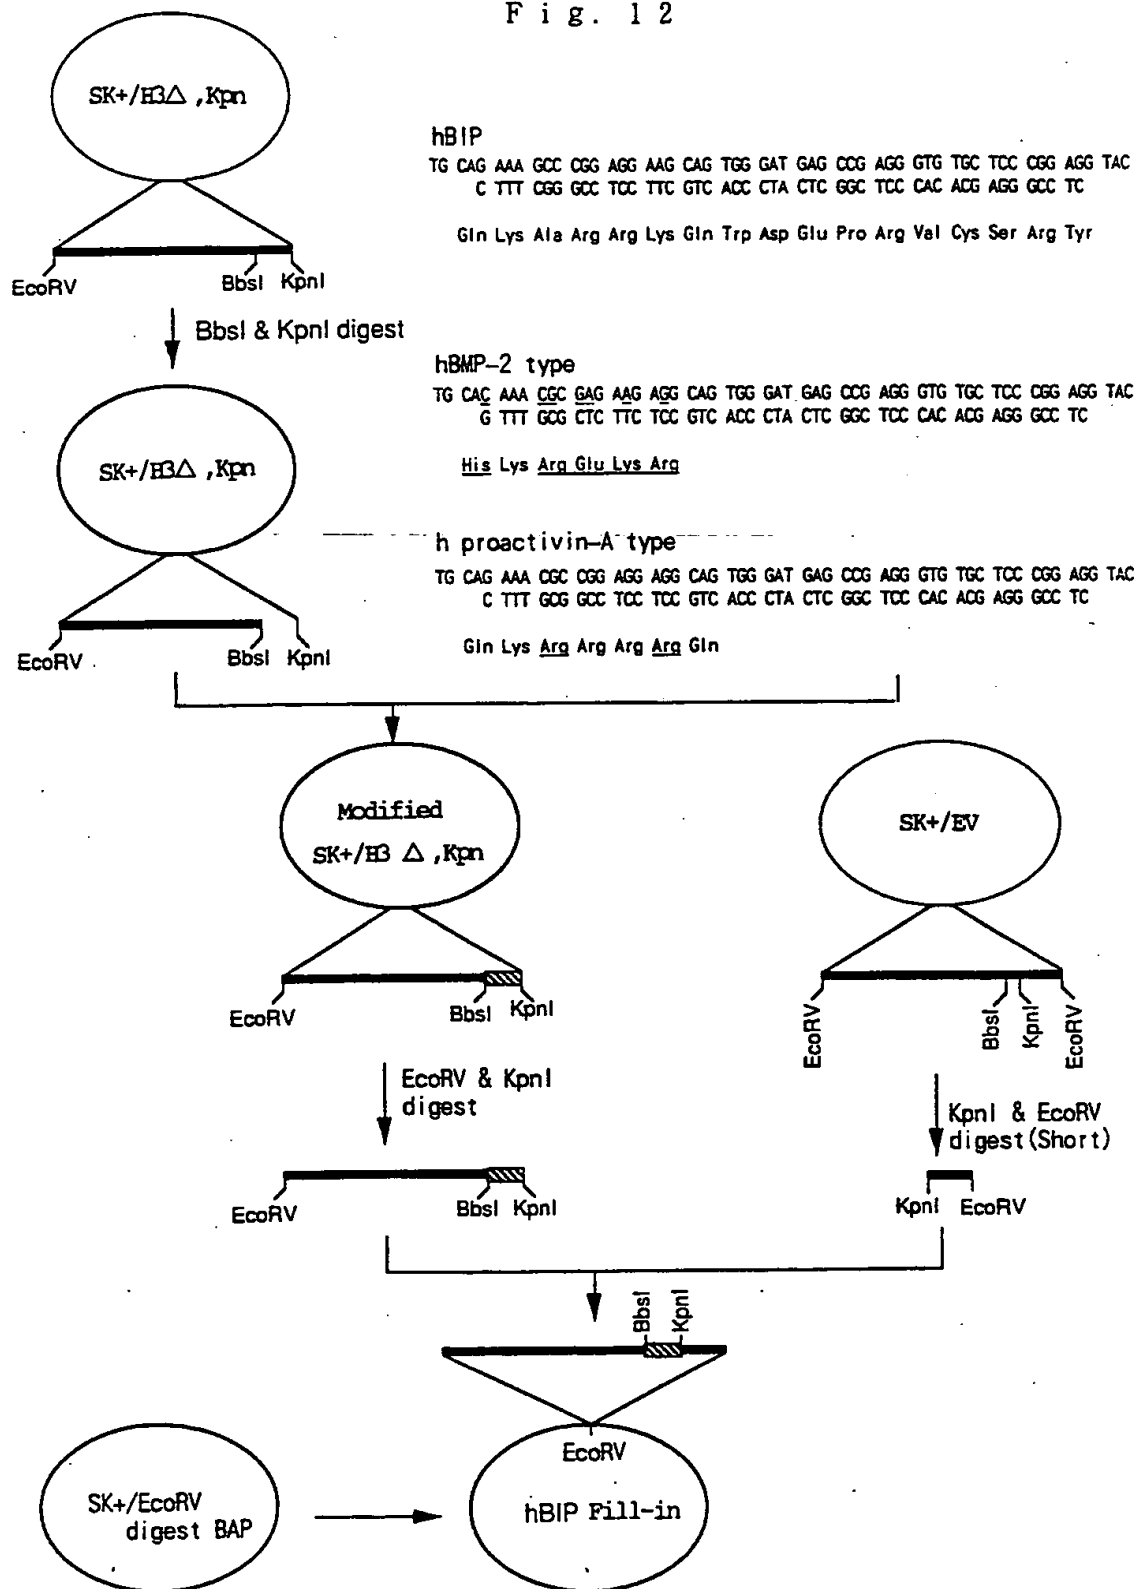 Fig. 12
SK+/H3△ ,Kpn
EcoRV
BbsI
KpnI
BbsI & KpnI digest
hBIP
TG CAG AAA GCC CGG AGG AAG CAG TGG GAT GAG CCG AGG GTG TGC TCC CGG AGG TAC
C TTT CGG GCC TCC TTC GTC ACC CTA CTC GGC TCC CAC ACG AGG GCC TC
Gln Lys Ala Arg Arg Lys Gln Trp Asp Glu Pro Arg Val Cys Ser Arg Tyr
hBMP-2 type
TG CAC AAA CGC GAG AAG AGG CAG TGG GAT GAG CCG AGG GTG TGC TCC CGG AGG TAC
G TTT GCG CTC TTC TCC GTC ACC CTA CTC GGC TCC CAC ACG AGG GCC TC
His Lys Arg Glu Lys Arg
SK+/H3△ ,Kpn
h proactivin-A type
TG CAG AAA CGC CGG AGG AGG CAG TGG GAT GAG CCG AGG GTG TGC TCC CGG AGG TAC
C TTT GCG GCC TCC TCC GTC ACC CTA CTC GGC TCC CAC ACG AGG GCC TC
Gln Lys Arg Arg Arg Arg Gln
EcoRV
BbsI
KpnI
Modified
SK+/H3 △ ,Kpn
SK+/EV
EcoRV
BbsI
KpnI
EcoRV
BbsI
KpnI
EcoRV
EcoRV & KpnI
digest
KpnI & EcoRV
digest(Short)
EcoRV
BbsI
KpnI
KpnI
EcoRV
BbsI
KpnI
EcoRV
SK+/EcoRV
digest BAP
hBIP Fill-in